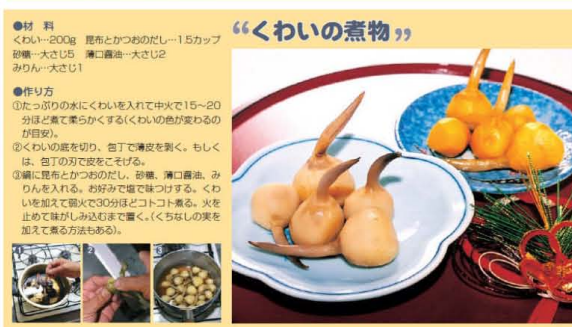 “くわいの煮物”
●材　料
くわい…200g　昆布とかつおのだし…1.5カップ
砂糖…大さじ5　薄口醤油…大さじ2
みりん…大さじ1
●作り方
①たっぷりの水にくわいを入れて中火で15〜20
分ほど煮て柔らかくする(くわいの色が変わるの
が目安)。
②くわいの底を切り、包丁で薄皮を剥く。もしく
は、包丁の刃で皮をこそげる。
③鍋に昆布とかつおのだし、砂糖、薄口醤油、み
りんを入れる。お好みで塩で味つけする。くわ
いを加えて弱火で30分ほどコトコト煮る。火を
止めて味がしみ込むまで置く。(くちなしの実を
加えて煮る方法もある)。
1
2
3